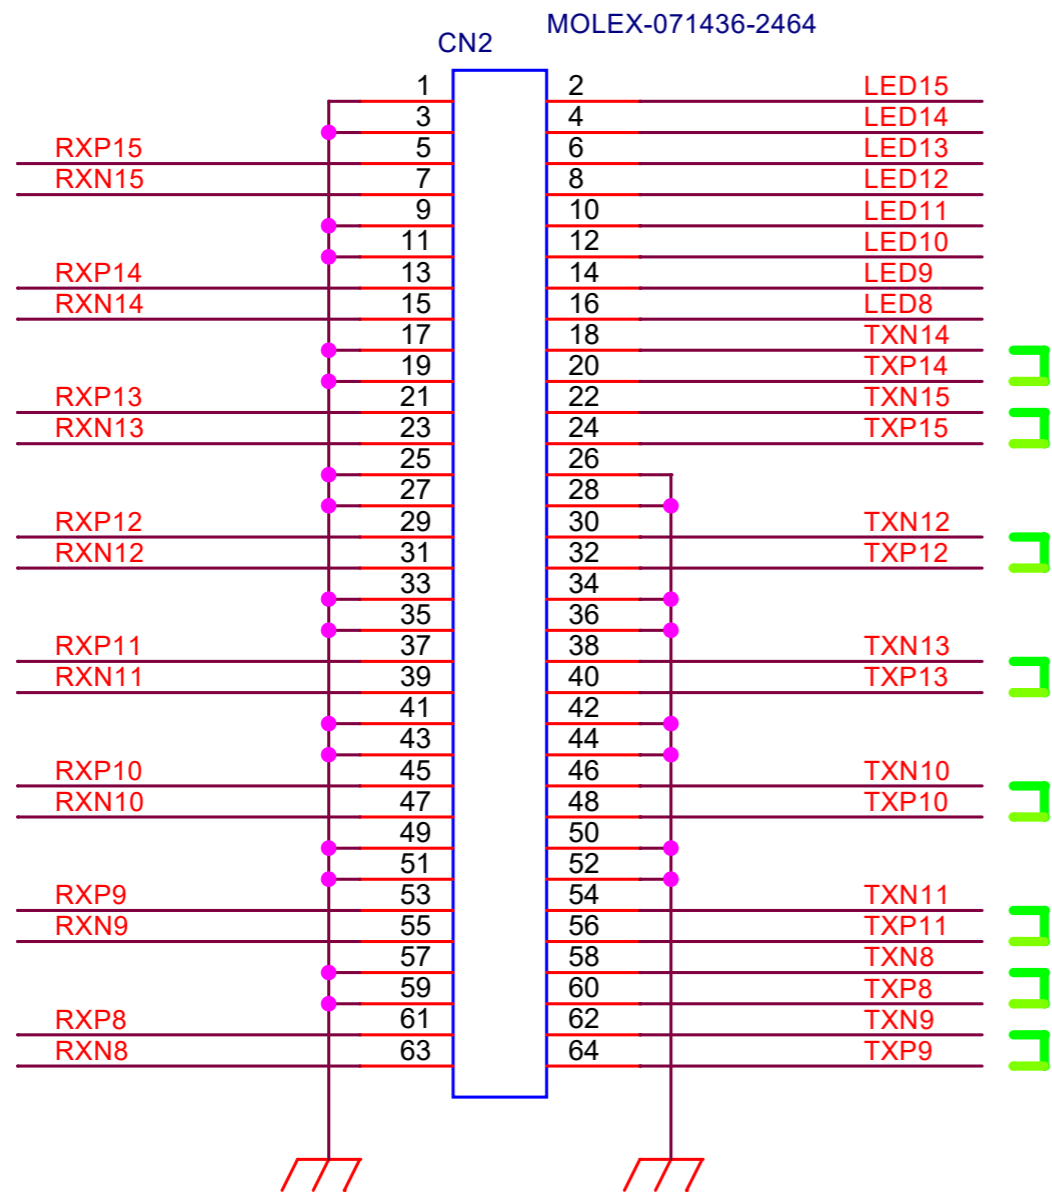 MOLEX-071436-2464
CN2
1 2 LED15
3 4 LED14
RXP15 5 6 LED13
RXN15 7 8 LED12
9 10 LED11
11 12 LED10
RXP14 13 14 LED9
RXN14 15 16 LED8
17 18 TXN14
19 20 TXP14
RXP13 21 22 TXN15
RXN13 23 24 TXP15
25 26
27 28
RXP12 29 30 TXN12
RXN12 31 32 TXP12
33 34
35 36
RXP11 37 38 TXN13
RXN11 39 40 TXP13
41 42
43 44
RXP10 45 46 TXN10
RXN10 47 48 TXP10
49 50
51 52
RXP9 53 54 TXN11
RXN9 55 56 TXP11
57 58 TXN8
59 60 TXP8
RXP8 61 62 TXN9
RXN8 63 64 TXP9